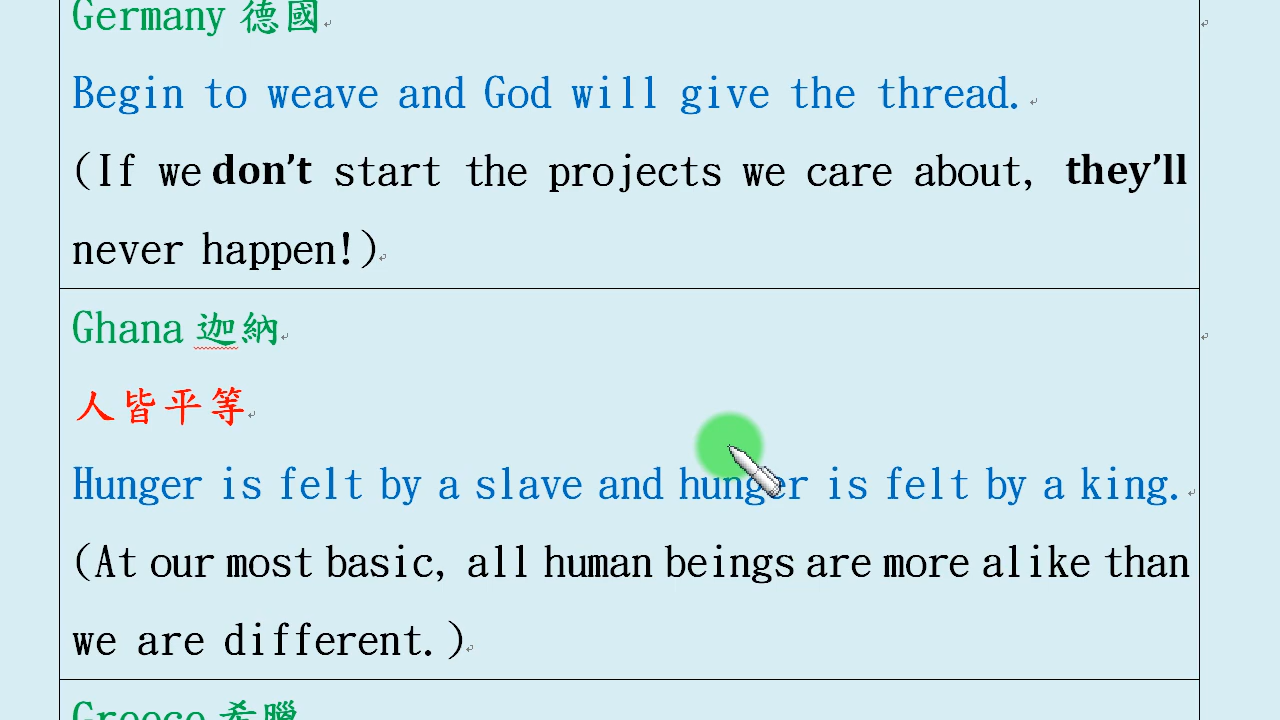 Germany 德國
Begin to weave and God will give the thread.
(If we don’t start the projects we care about, they’ll
never happen!)
Ghana 迦納
人皆平等
Hunger is felt by a slave and hunger is felt by a king.
(At our most basic, all human beings are more alike than
we are different.)
Greece 希臘